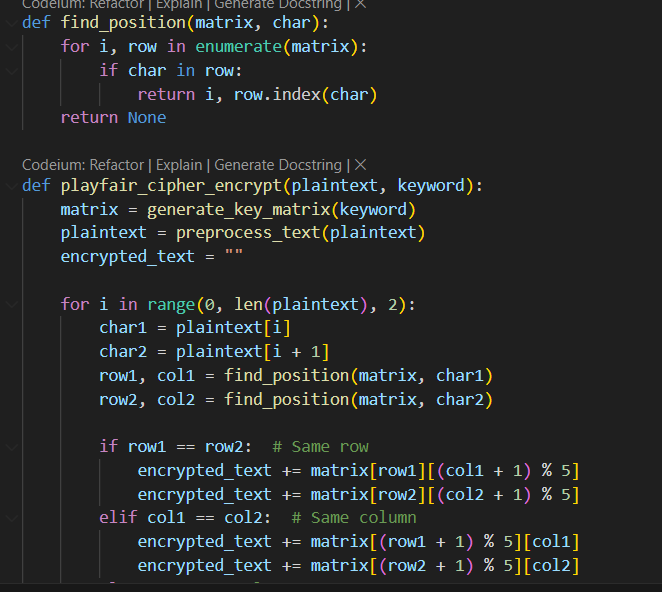 Codeium: Refactor | Explain | Generate Docstring | ×
def find_position(matrix, char):
    for i, row in enumerate(matrix):
        if char in row:
            return i, row.index(char)
    return None
Codeium: Refactor | Explain | Generate Docstring | ×
def playfair_cipher_encrypt(plaintext, keyword):
    matrix = generate_key_matrix(keyword)
    plaintext = preprocess_text(plaintext)
    encrypted_text = ""
    for i in range(0, len(plaintext), 2):
        char1 = plaintext[i]
        char2 = plaintext[i + 1]
        row1, col1 = find_position(matrix, char1)
        row2, col2 = find_position(matrix, char2)
        if row1 == row2:  # Same row
            encrypted_text += matrix[row1][(col1 + 1) % 5]
            encrypted_text += matrix[row2][(col2 + 1) % 5]
        elif col1 == col2:  # Same column
            encrypted_text += matrix[(row1 + 1) % 5][col1]
            encrypted_text += matrix[(row2 + 1) % 5][col2]